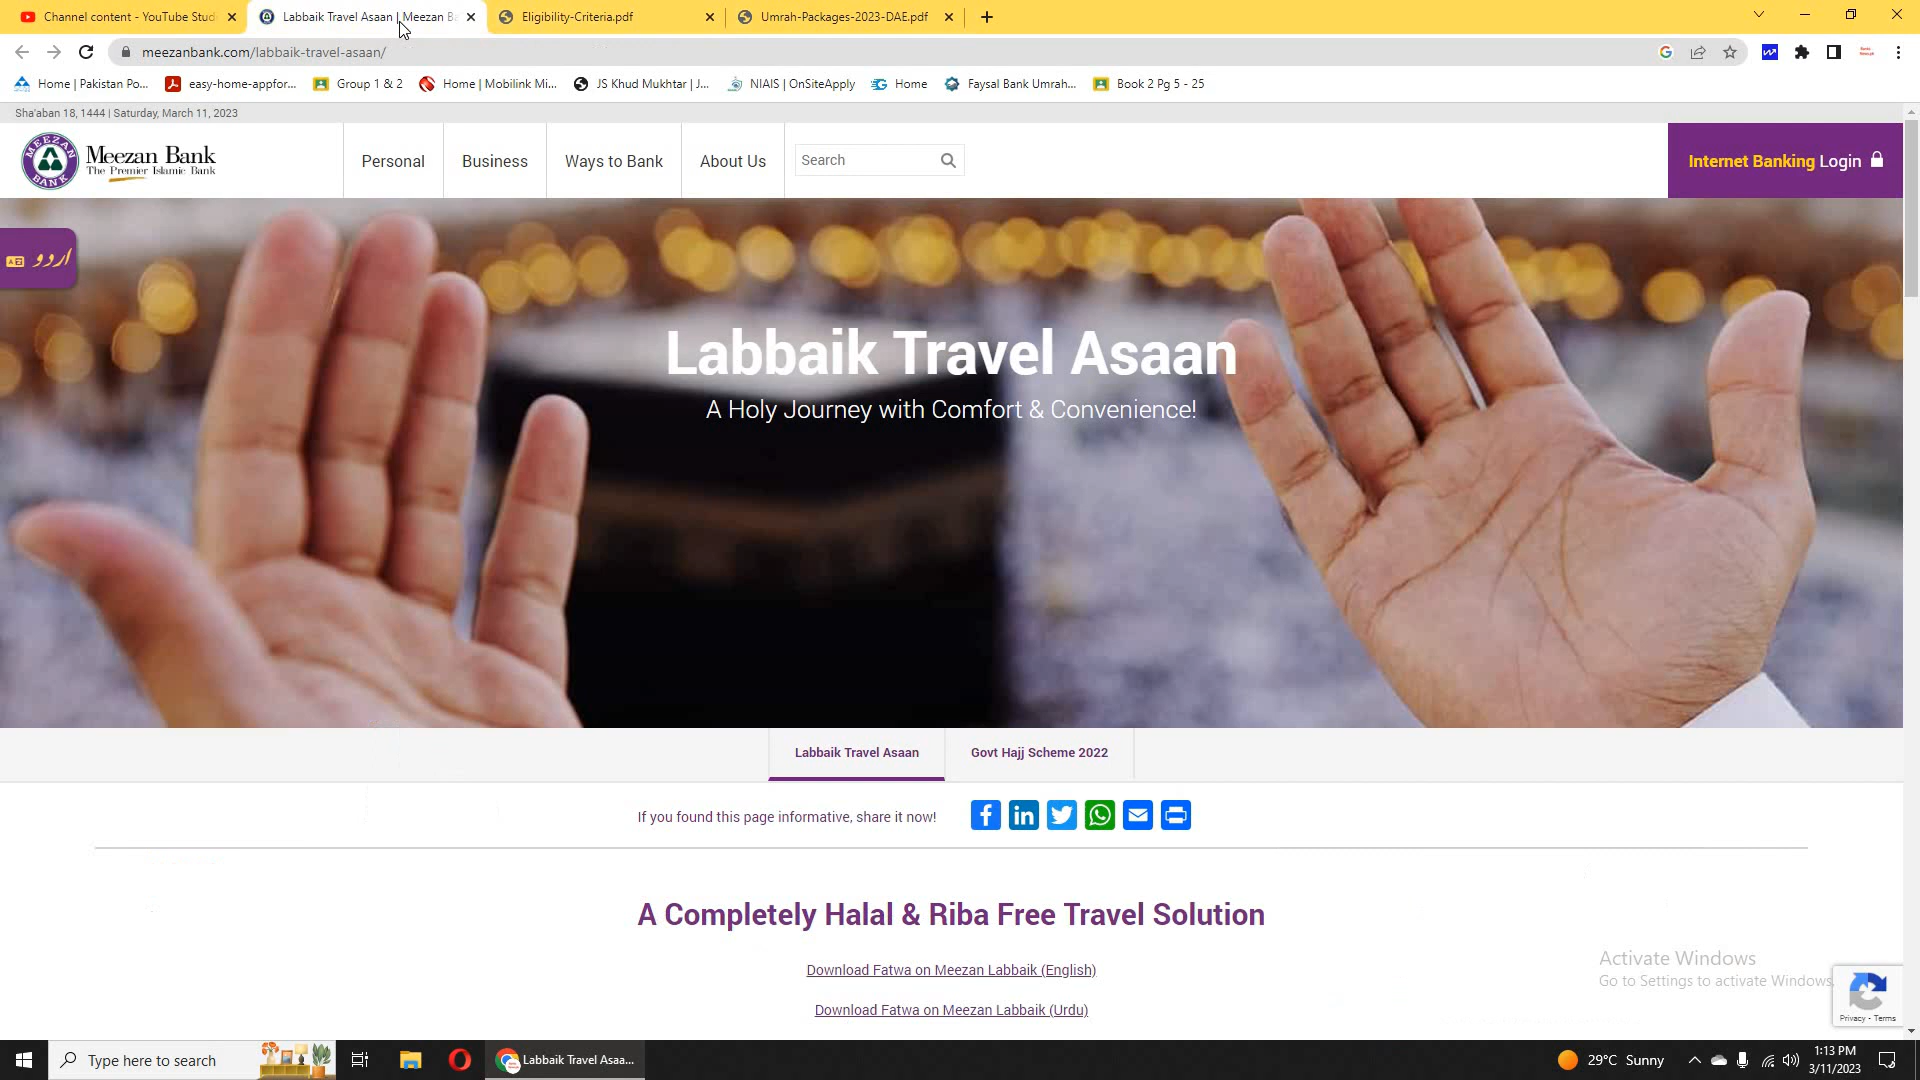 Channel content - YouTube Stud
Labbaik Travel Asaan | Meezan Ba
Eligibility-Criteria.pdf
Umrah-Packages-2023-DAE.pdf
meezanbank.com/labbaik-travel-asaan/
Home | Pakistan Po...
easy-home-appfor...
Group 1 & 2
Home | Mobilink Mi...
JS Khud Mukhtar | J...
NIAIS | OnSiteApply
Home
Faysal Bank Umrah...
Book 2 Pg 5 - 25
Sha'aban 18, 1444 | Saturday, March 11, 2023
MEEZAN BANK
Meezan Bank
The Premier Islamic Bank
Personal
Business
Ways to Bank
About Us
Search
Internet Banking Login
اردو
Labbaik Travel Asaan
A Holy Journey with Comfort & Convenience!
Labbaik Travel Asaan
Govt Hajj Scheme 2022
If you found this page informative, share it now!
A Completely Halal & Riba Free Travel Solution
Download Fatwa on Meezan Labbaik (English)
Download Fatwa on Meezan Labbaik (Urdu)
Activate Windows
Go to Settings to activate Windows.
Privacy - Terms
Type here to search
Labbaik Travel Asaa...
29°C Sunny
1:13 PM
3/11/2023